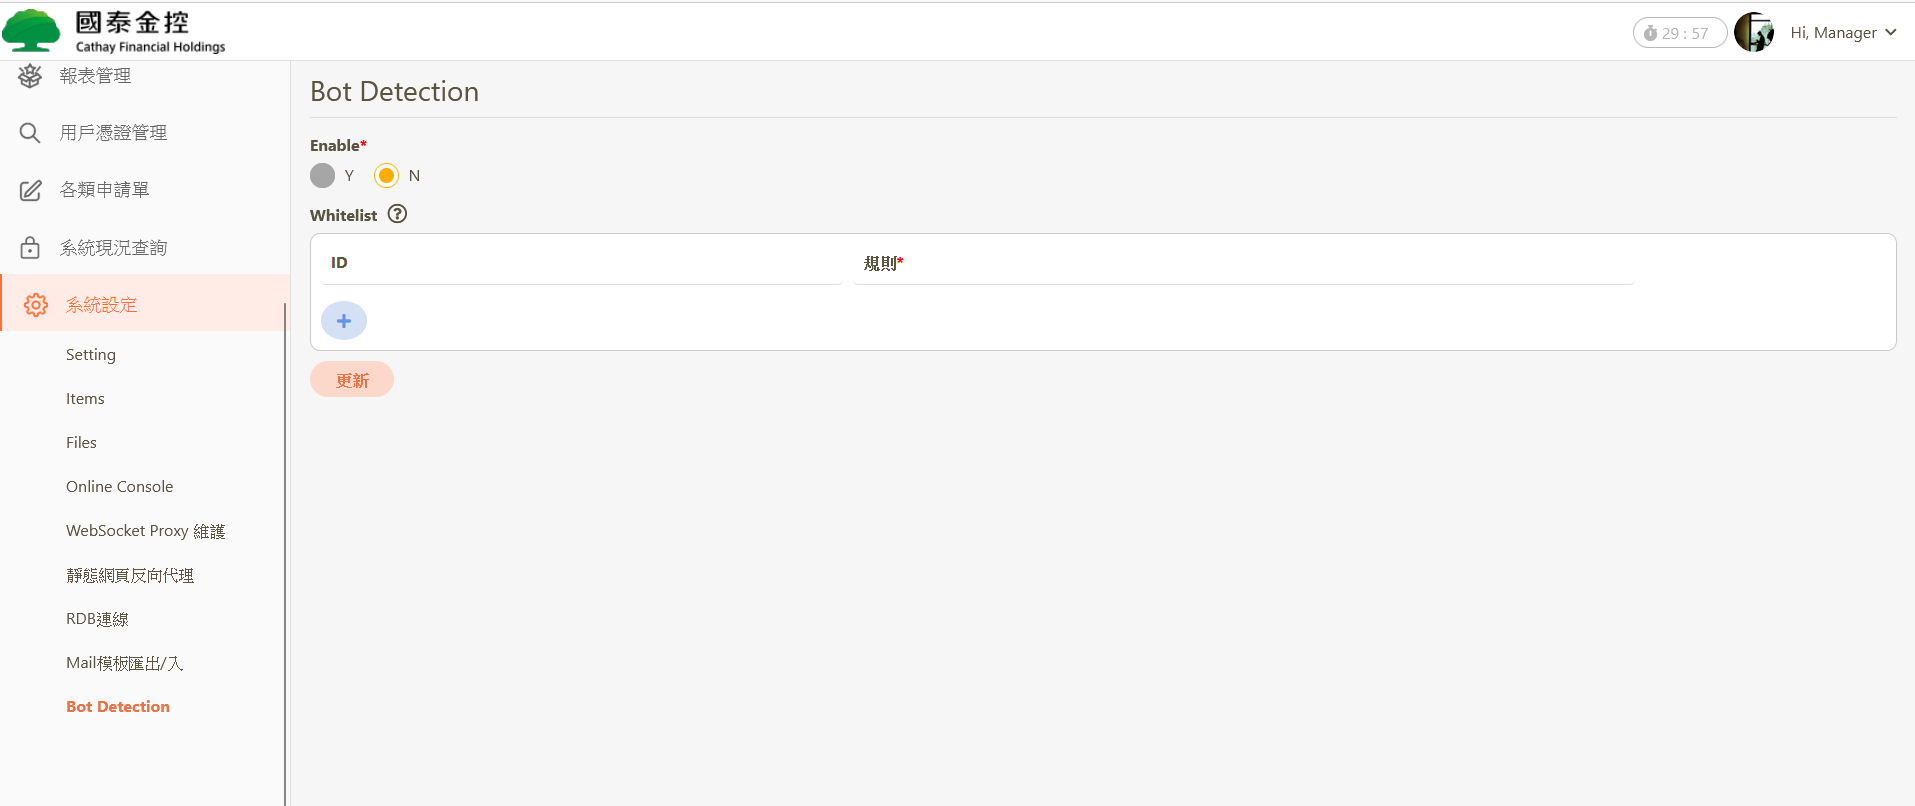 國泰金控
Cathay Financial Holdings
29 : 57
Hi, Manager
報表管理
用戶憑證管理
各類申請單
系統現況查詢
系統設定
Setting
Items
Files
Online Console
WebSocket Proxy 維護
靜態網頁反向代理
RDB連線
Mail模板匯出/入
Bot Detection
Bot Detection
Enable*
Y N
Whitelist ?
ID 規則*
+
更新